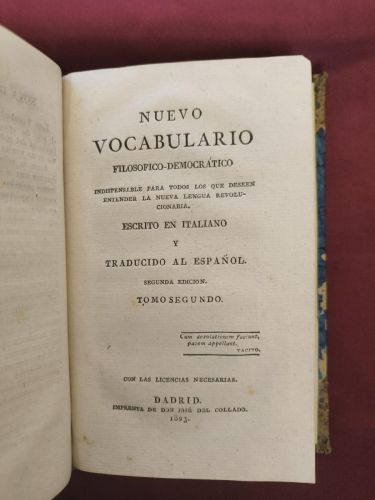 NUEVO
VOCABULARIO
FILOSOFICO-DEMOCRÁTICO
INDISPENSABLE PARA TODOS LOS QUE DESEEN
ENTENDER LA NUEVA LENGUA REVOLU-
CIONARIA.
ESCRITO EN ITALIANO
Y
TRADUCIDO AL ESPAÑOL.
SEGUNDA EDICION.
TOMO SEGUNDO.
Cum desolationem faciunt,
pacem appellant.
TACITO.
CON LAS LICENCIAS NECESARIAS.
DADRID.
IMPRENTA DE DON JOSÉ DEL COLLADO.
1823.